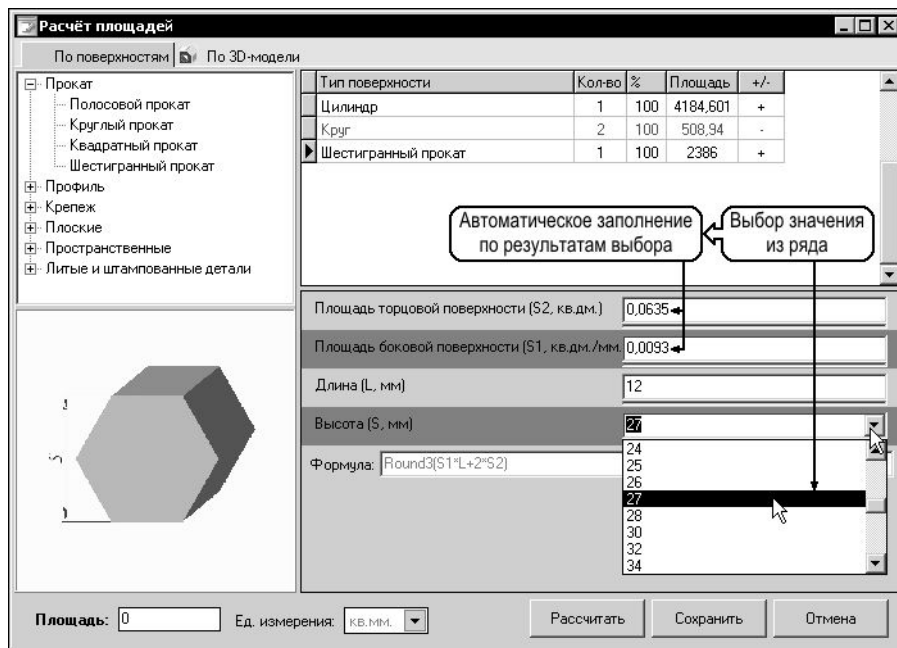 Расчёт площадей
По поверхностям По 3D-модели
Прокат
Полосовой прокат
Круглый прокат
Квадратный прокат
Шестигранный прокат
Профиль
Крепеж
Плоские
Пространственные
Литые и штампованные детали
Тип поверхности Кол-во % Площадь +/-
Цилиндр 1 100 4184,601 +
Круг 2 100 508,94 -
Шестигранный прокат 1 100 2386 +
Автоматическое заполнение
по результатам выбора
Выбор значения
из ряда
Площадь торцовой поверхности (S2, кв.дм.) 0,0635
Площадь боковой поверхности (S1, кв.дм./мм. 0,0093
Длина (L, мм) 12
Высота (S, мм) 27
Формула: Round3(S1*L+2*S2)
24
25
26
27
28
30
32
34
S
Площадь: 0 Ед. измерения: кв.мм. Рассчитать Сохранить Отмена